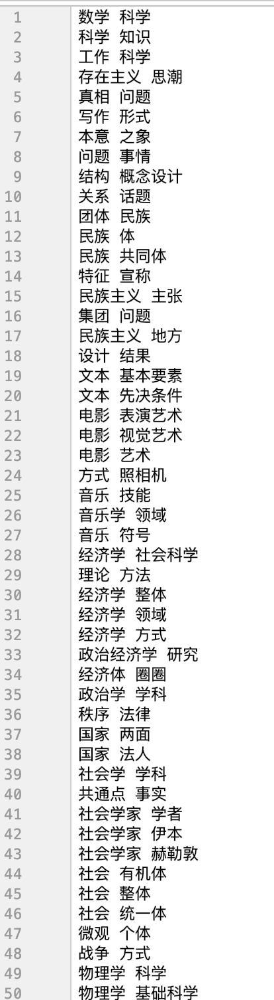 1 数学 科学
2 科学 知识
3 工作 科学
4 存在主义 思潮
5 真相 问题
6 写作 形式
7 本意 之象
8 问题 事情
9 结构 概念设计
10 关系 话题
11 团体 民族
12 民族 体
13 民族 共同体
14 特征 宣称
15 民族主义 主张
16 集团 问题
17 民族主义 地方
18 设计 结果
19 文本 基本要素
20 文本 先决条件
21 电影 表演艺术
22 电影 视觉艺术
23 电影 艺术
24 方式 照相机
25 音乐 技能
26 音乐学 领域
27 音乐 符号
28 经济学 社会科学
29 理论 方法
30 经济学 整体
31 经济学 领域
32 经济学 方式
33 政治经济学 研究
34 经济体 圈圈
35 政治学 学科
36 秩序 法律
37 国家 两面
38 国家 法人
39 社会学 学科
40 共通点 事实
41 社会学家 学者
42 社会学家 伊本
43 社会学家 赫勒敦
44 社会 有机体
45 社会 整体
46 社会 统一体
47 微观 个体
48 战争 方式
49 物理学 科学
50 物理学 基础科学